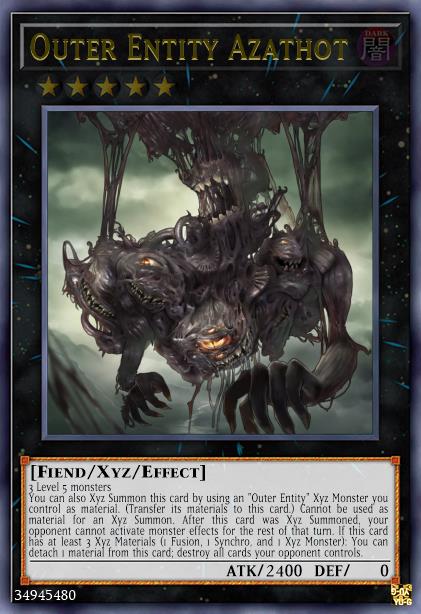 OUTER ENTITY AZATHOT
DARK
闇
[FIEND/XYZ/EFFECT]
3 Level 5 monsters
You can also Xyz Summon this card by using an "Outer Entity" Xyz Monster you
control as material. (Transfer its materials to this card.) Cannot be used as
material for an Xyz Summon. After this card was Xyz Summoned, your
opponent cannot activate monster effects for the rest of that turn. If this card
has at least 3 Xyz Materials (1 Fusion, 1 Synchro, and 1 Xyz Monster): You can
detach 1 material from this card; destroy all cards your opponent controls.
ATK/2400 DEF/ 0
34945480